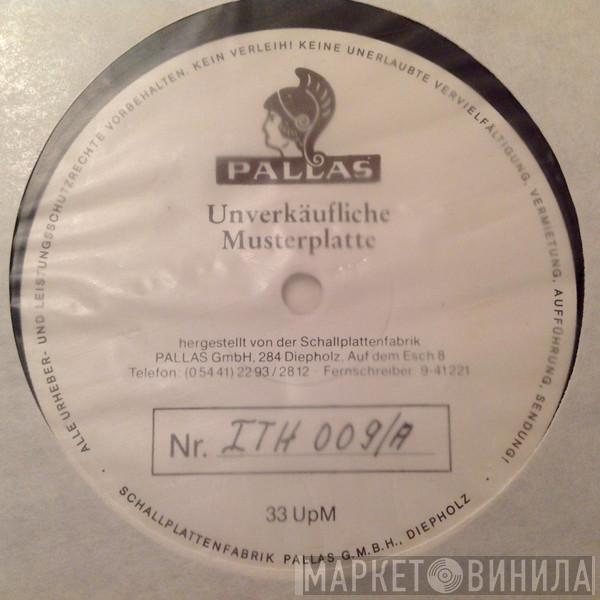 ALLE URHEBER- UND LEISTUNGSSCHUTZRECHTE VORBEHALTEN. KEIN VERLEIH! KEINE UNERLAUBTE VERVIELFÄLTIGUNG, VERMIETUNG, AUFFÜHRUNG, SENDUNG!
PALLAS
Unverkäufliche
Musterplatte
hergestellt von der Schallplattenfabrik
PALLAS GmbH, 284 Diepholz. Auf dem Esch 8
Telefon: (05441) 2293/2812 · Fernschreiber 9-41221
Nr. ITH 009/A
33 UpM
SCHALLPLATTENFABRIK PALLAS G.M.B.H., DIEPHOLZ
МАРКЕТ ВИНИЛА